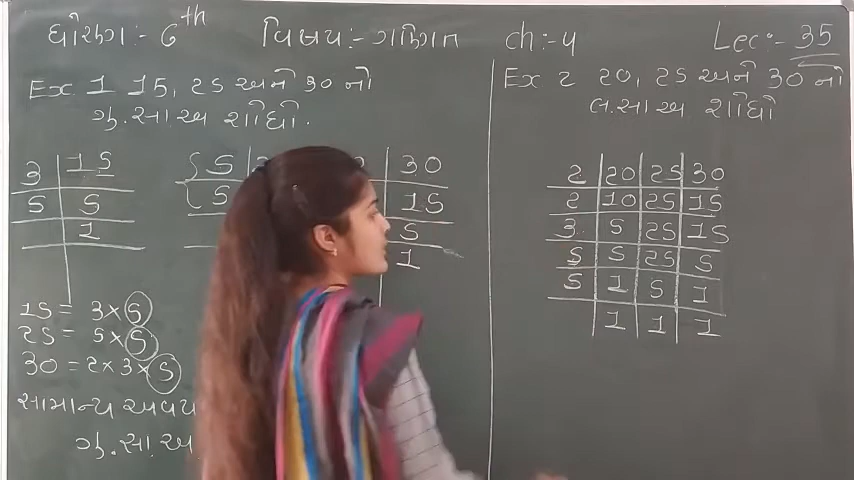 ધોરણ:- 6th વિષય:- ગણિત ch:- 4 Lec:- 35
Ex 1 15, 25 અને 30 નો
ગુ.સા.અ શોધો.
3 15
5 5
1
5 30
5 15
5
1
15 = 3×5
25 = 5×5
30 = 2×3×5
સામાન્ય અવય
ગુ.સા.અ
Ex 2 20, 25 અને 30 નો
લ.સા.અ શોધો
2 20 25 30
2 10 25 15
3 5 25 15
5 5 25 5
5 1 5 1
1 1 1